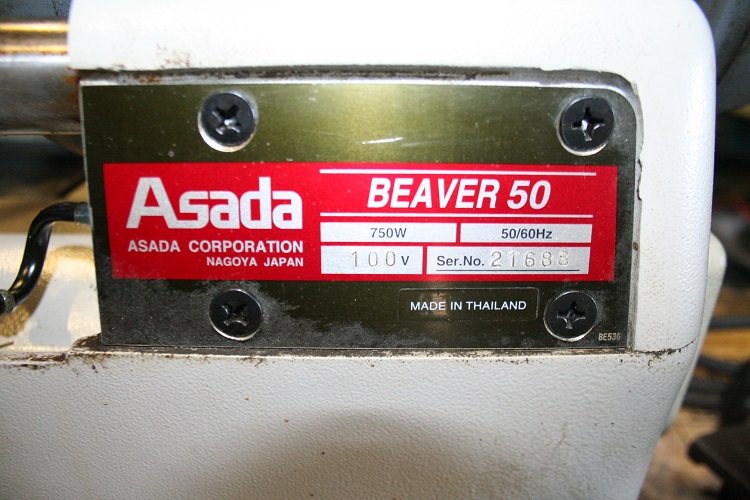 Asada
ASADA CORPORATION
NAGOYA JAPAN
BEAVER 50
750W 50/60Hz
100V Ser.No. 21688
MADE IN THAILAND
BE536